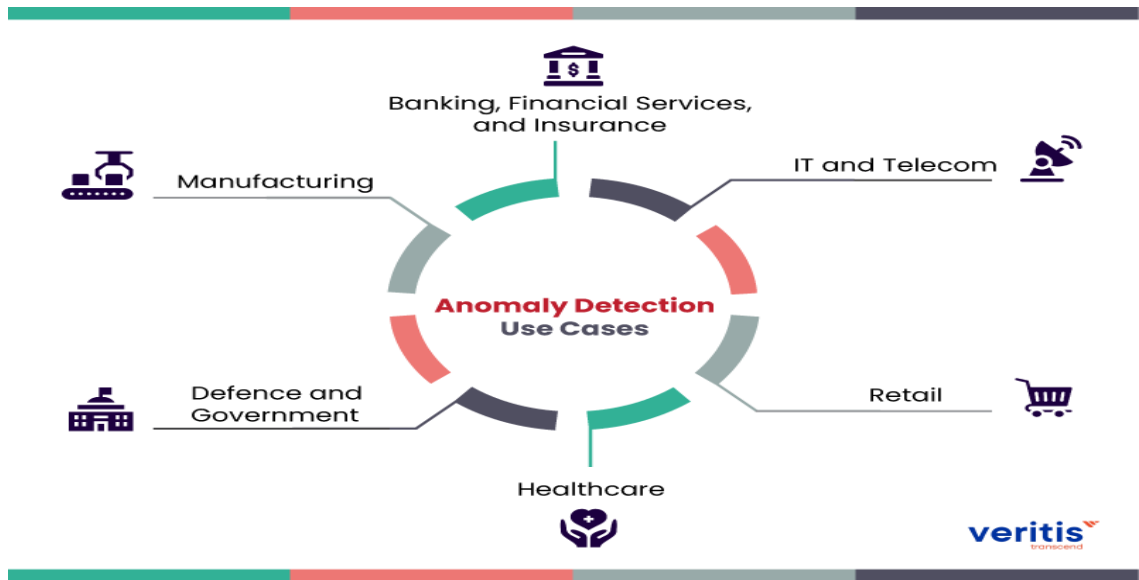 Banking, Financial Services,
and Insurance
IT and Telecom
Manufacturing
Anomaly Detection
Use Cases
Defence and
Government
Retail
Healthcare
veritis
transcend